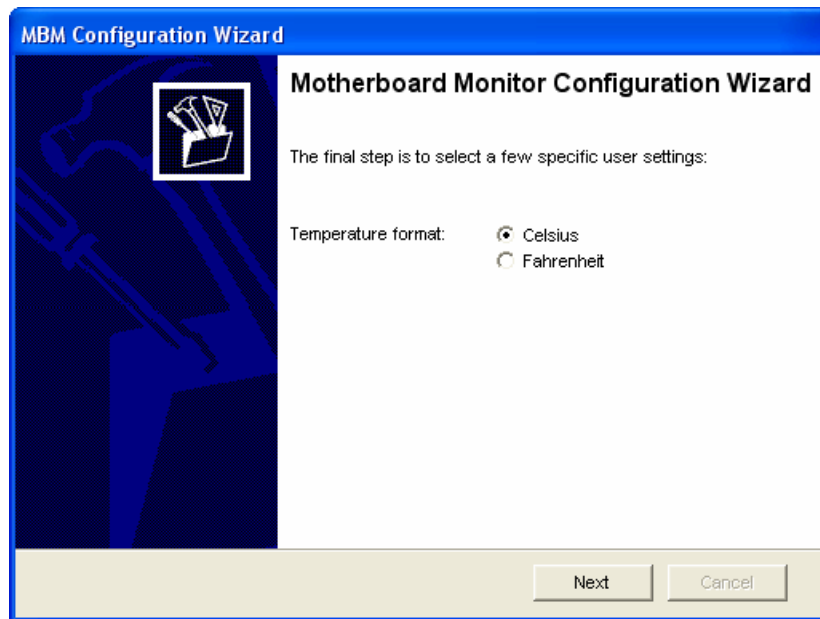 MBM Configuration Wizard
Motherboard Monitor Configuration Wizard
The final step is to select a few specific user settings:
Temperature format: Celsius
Fahrenheit
Next Cancel